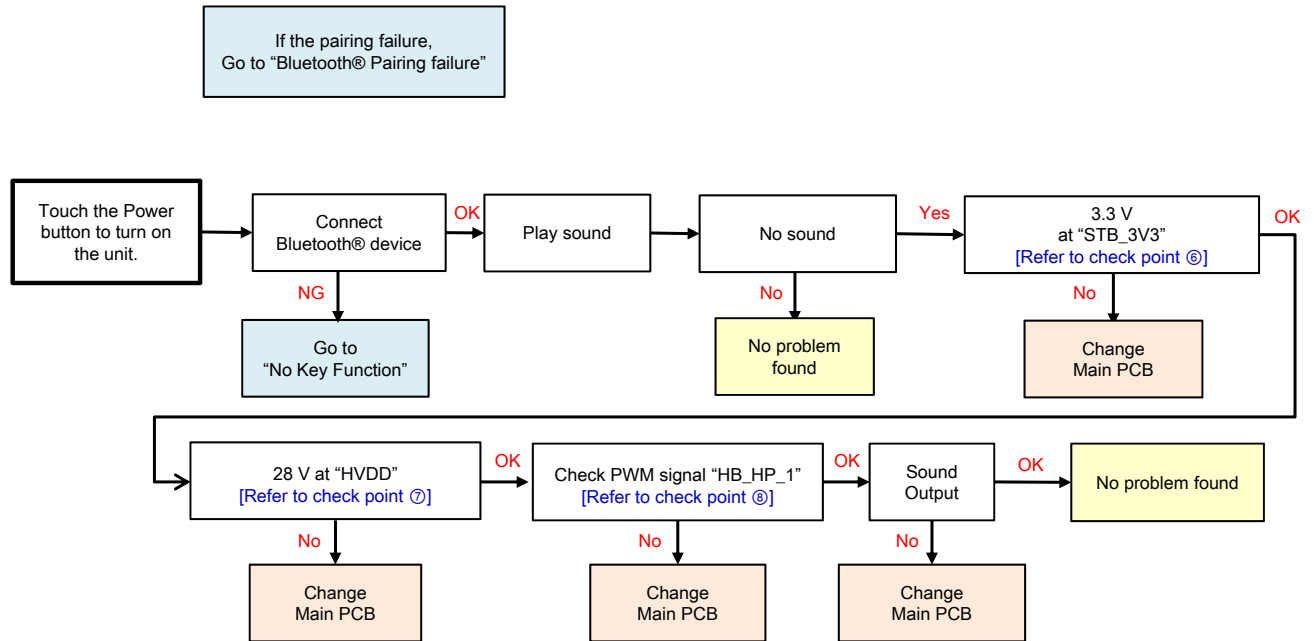 If the pairing failure,
Go to “Bluetooth® Pairing failure”
Touch the Power
button to turn on
the unit.
Connect
Bluetooth® device
OK
NG
Go to
“No Key Function”
Play sound
No sound
Yes
No
No problem
found
3.3 V
at “STB_3V3”
[Refer to check point ⑥]
OK
No
Change
Main PCB
28 V at “HVDD”
[Refer to check point ⑦]
OK
No
Change
Main PCB
Check PWM signal “HB_HP_1”
[Refer to check point ⑧]
OK
No
Change
Main PCB
Sound
Output
OK
No
Change
Main PCB
No problem found